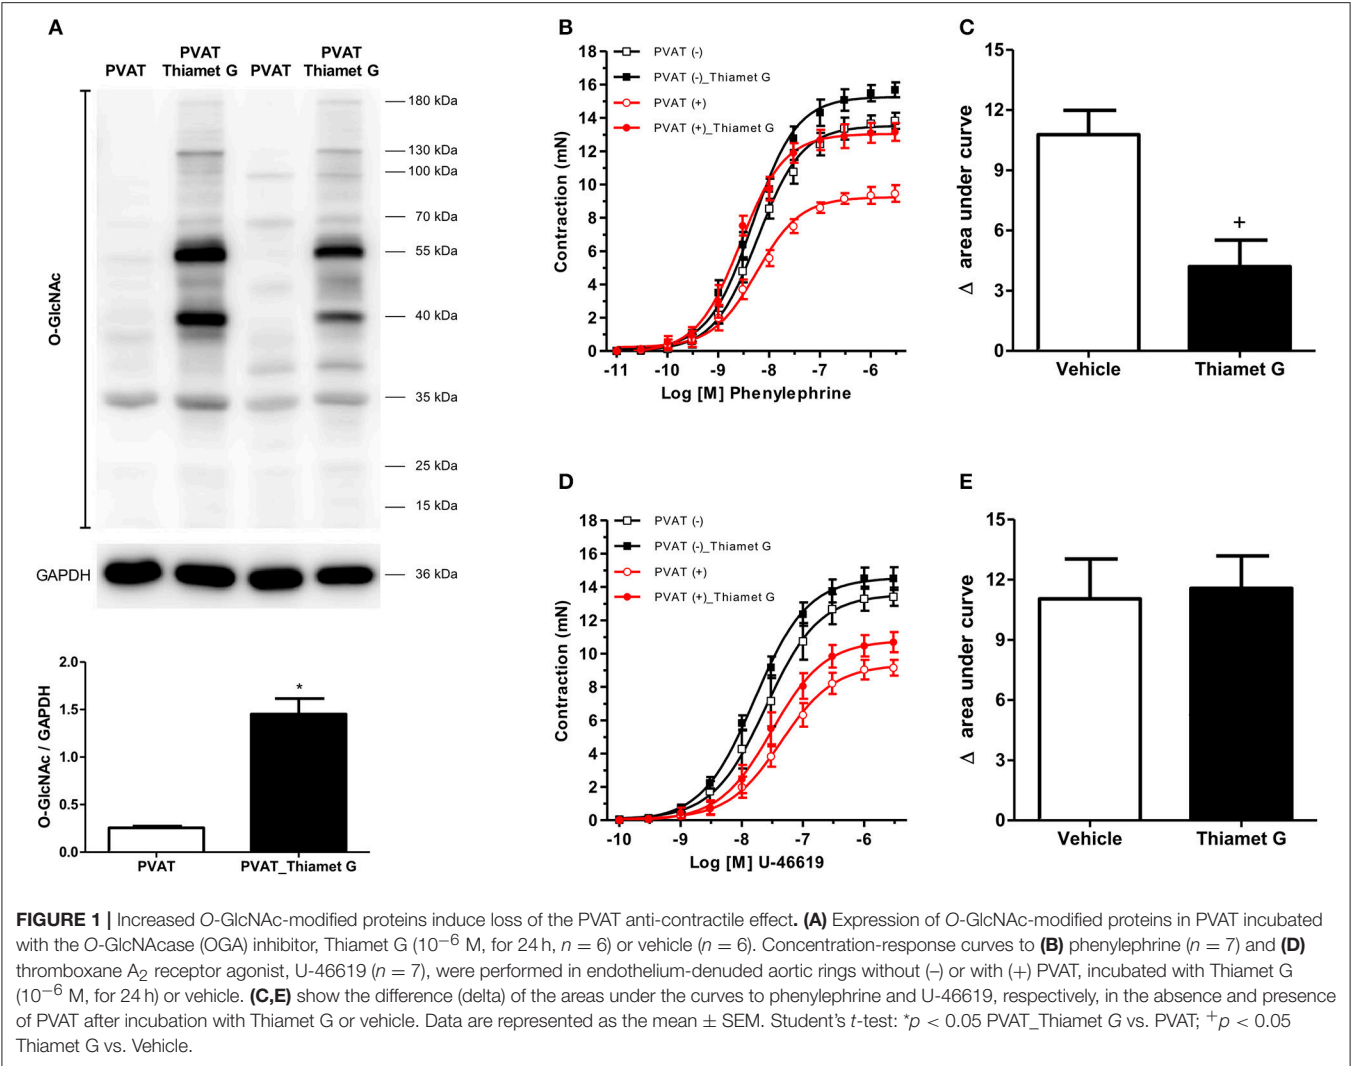 A
PVAT
PVAT
Thiamet G
PVAT
PVAT
Thiamet G
O-GlcNAc
180 kDa
130 kDa
100 kDa
70 kDa
55 kDa
40 kDa
35 kDa
25 kDa
15 kDa
GAPDH
36 kDa
O-GlcNAc / GAPDH
2.0
1.5
1.0
0.5
0.0
*
PVAT
PVAT_Thiamet G
B
Contraction (mN)
18
16
14
12
10
8
6
4
2
0
PVAT (-)
PVAT (-)_Thiamet G
PVAT (+)
PVAT (+)_Thiamet G
-11 -10 -9 -8 -7 -6
Log [M] Phenylephrine
C
Δ area under curve
15
12
9
6
3
0
+
Vehicle
Thiamet G
D
Contraction (mN)
18
16
14
12
10
8
6
4
2
0
PVAT (-)
PVAT (-)_Thiamet G
PVAT (+)
PVAT (+)_Thiamet G
-10 -9 -8 -7 -6
Log [M] U-46619
E
Δ area under curve
15
12
9
6
3
0
Vehicle
Thiamet G
FIGURE 1 | Increased O-GlcNAc-modified proteins induce loss of the PVAT anti-contractile effect. (A) Expression of O-GlcNAc-modified proteins in PVAT incubated
with the O-GlcNAcase (OGA) inhibitor, Thiamet G (10⁻⁶ M, for 24 h, n = 6) or vehicle (n = 6). Concentration-response curves to (B) phenylephrine (n = 7) and (D)
thromboxane A₂ receptor agonist, U-46619 (n = 7), were performed in endothelium-denuded aortic rings without (–) or with (+) PVAT, incubated with Thiamet G
(10⁻⁶ M, for 24 h) or vehicle. (C,E) show the difference (delta) of the areas under the curves to phenylephrine and U-46619, respectively, in the absence and presence
of PVAT after incubation with Thiamet G or vehicle. Data are represented as the mean ± SEM. Student's t-test: *p < 0.05 PVAT_Thiamet G vs. PVAT; ⁺p < 0.05
Thiamet G vs. Vehicle.